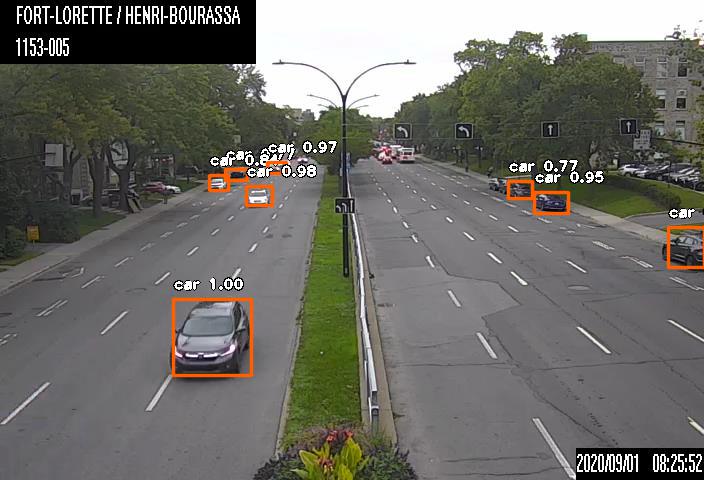 FORT-LORETTE / HENRI-BOURASSA
1153-005
car 0.97
car 0.98
car 0.77
car 0.95
car
car 1.00
2020/09/01 08:25:52